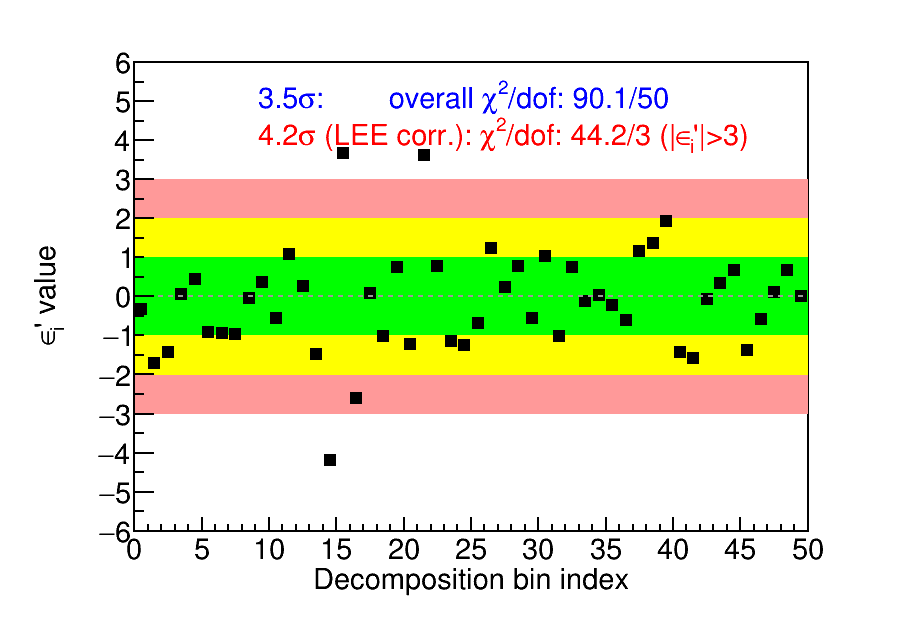 3.5σ: overall χ²/dof: 90.1/50
4.2σ (LEE corr.): χ²/dof: 44.2/3 (|ϵᵢ'|>3)
6
5
4
3
2
1
0
−1
−2
−3
−4
−5
−6
ϵᵢ' value
0 5 10 15 20 25 30 35 40 45 50
Decomposition bin index